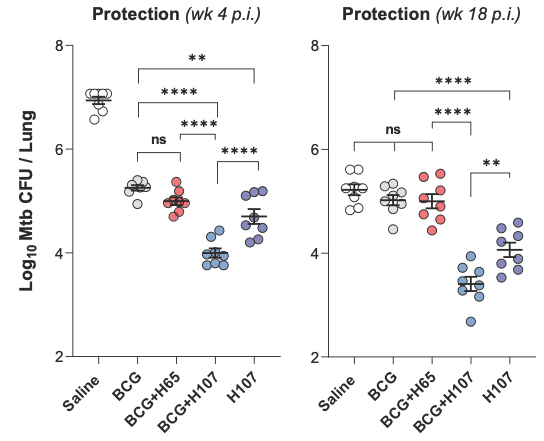 Protection (wk 4 p.i.)
Log10 Mtb CFU / Lung
8
6
4
2
**
****
****
ns
****
Saline
BCG
BCG+H65
BCG+H107
H107
Protection (wk 18 p.i.)
8
6
4
2
****
****
ns
**
Saline
BCG
BCG+H65
BCG+H107
H107